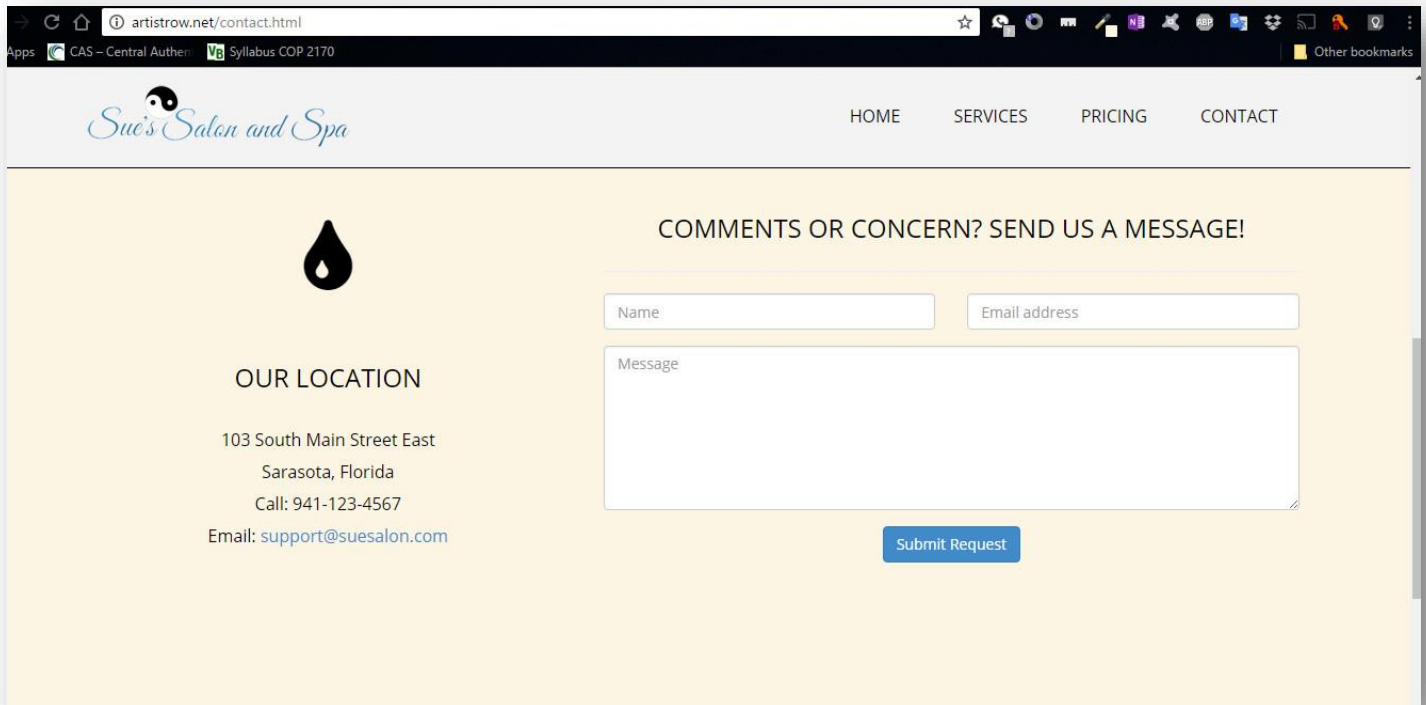 artistrow.net/contact.html
Apps CAS – Central Authen VB Syllabus COP 2170 Other bookmarks
Sue's Salon and Spa
HOME SERVICES PRICING CONTACT
COMMENTS OR CONCERN? SEND US A MESSAGE!
Name Email address
Message
OUR LOCATION
103 South Main Street East
Sarasota, Florida
Call: 941-123-4567
Email: support@suesalon.com
Submit Request